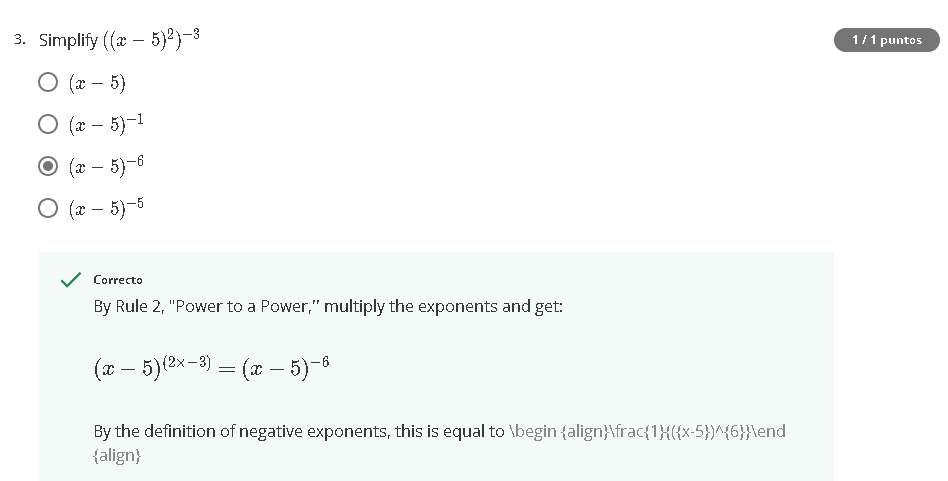 3. Simplify ((x − 5)²)⁻³
1 / 1 puntos
(x − 5)
(x − 5)⁻¹
(x − 5)⁻⁶
(x − 5)⁻⁵
Correcto
By Rule 2, "Power to a Power," multiply the exponents and get:
(x − 5)⁽²ˣ⁻³⁾ = (x − 5)⁻⁶
By the definition of negative exponents, this is equal to \begin {align}\frac{1}{({x-5})^{6}}\end
{align}